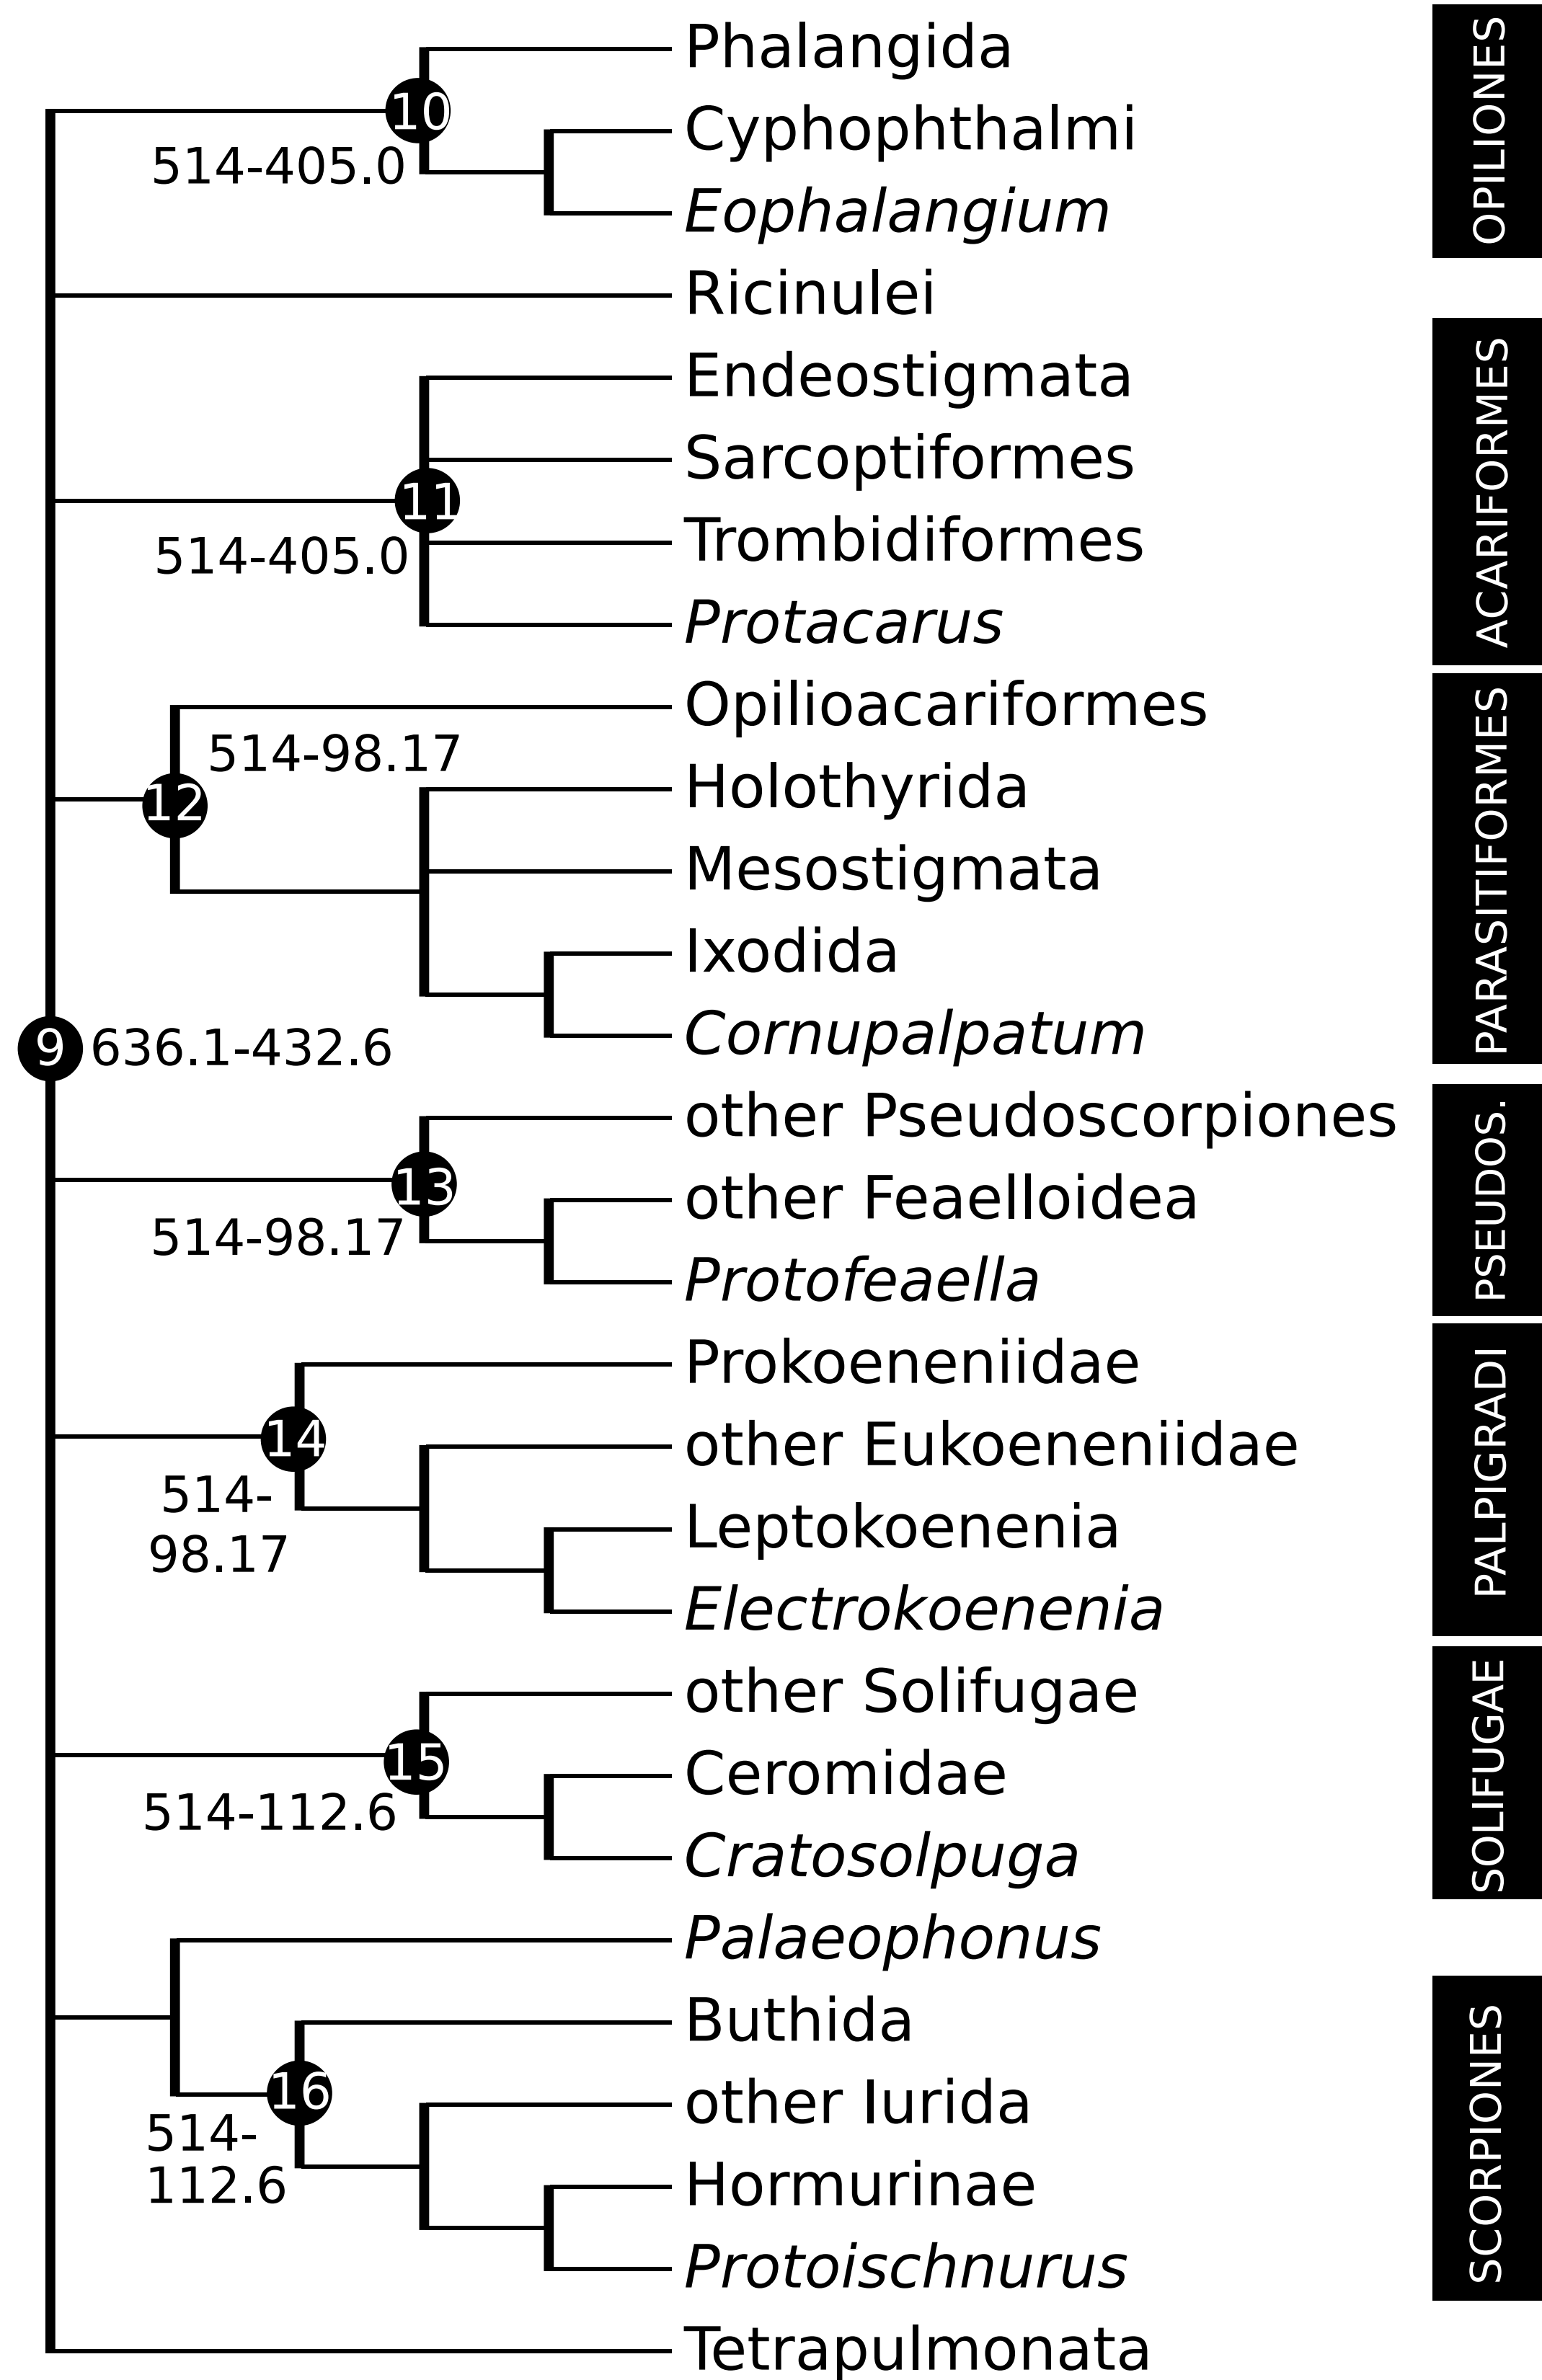 Phalangida
10
Cyphophthalmi
514-405.0
Eophalangium
OPILIONES
Ricinulei
Endeostigmata
Sarcoptiformes
11
Trombidiformes
514-405.0
Protacarus
ACARIFORMES
Opilioacariformes
514-98.17
Holothyrida
12
Mesostigmata
Ixodida
Cornupalpatum
PARASITIFORMES
9 636.1-432.6
other Pseudoscorpiones
13
other Feaelloidea
514-98.17
Protofeaella
PSEUDOS.
Prokoeneniidae
14
other Eukoeneniidae
514-
98.17
Leptokoenenia
Electrokoenenia
PALPIGRADI
other Solifugae
15
Ceromidae
514-112.6
Cratosolpuga
SOLIFUGAE
Palaeophonus
Buthida
16
other Iurida
514-
112.6
Hormurinae
Protoischnurus
SCORPIONES
Tetrapulmonata